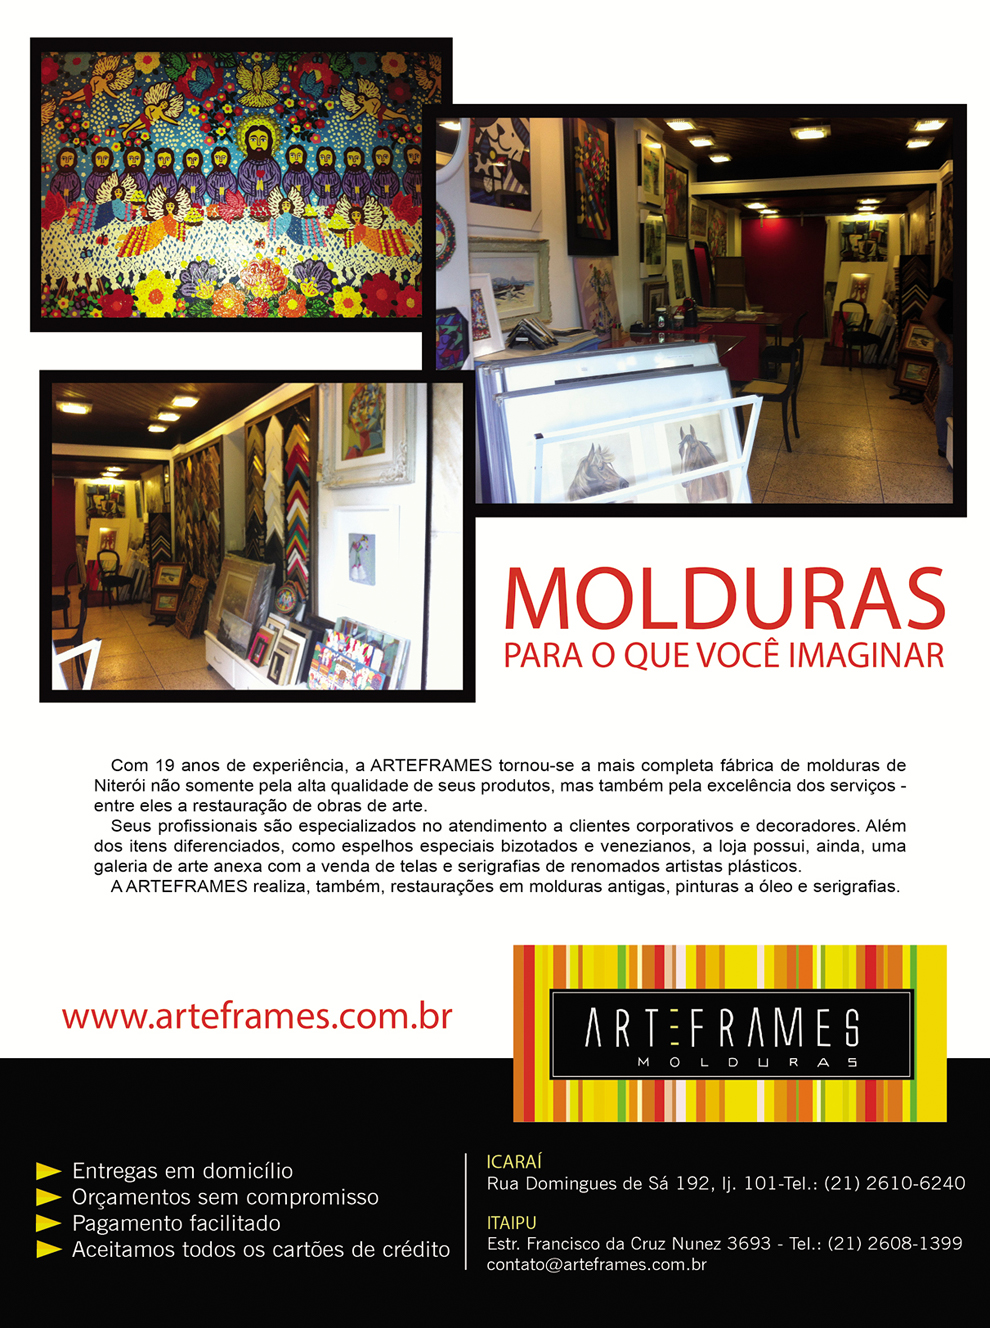 MOLDURAS
PARA O QUE VOCÊ IMAGINAR
Com 19 anos de experiência, a ARTEFRAMES tornou-se a mais completa fábrica de molduras de
Niterói não somente pela alta qualidade de seus produtos, mas também pela excelência dos serviços -
entre eles a restauração de obras de arte.
Seus profissionais são especializados no atendimento a clientes corporativos e decoradores. Além
dos itens diferenciados, como espelhos especiais bizotados e venezianos, a loja possui, ainda, uma
galeria de arte anexa com a venda de telas e serigrafias de renomados artistas plásticos.
A ARTEFRAMES realiza, também, restaurações em molduras antigas, pinturas a óleo e serigrafias.
www.arteframes.com.br
ARTEFRAMES
MOLDURAS
Entregas em domicílio
Orçamentos sem compromisso
Pagamento facilitado
Aceitamos todos os cartões de crédito
ICARAÍ
Rua Domingues de Sá 192, lj. 101-Tel.: (21) 2610-6240
ITAIPU
Estr. Francisco da Cruz Nunez 3693 - Tel.: (21) 2608-1399
contato@arteframes.com.br